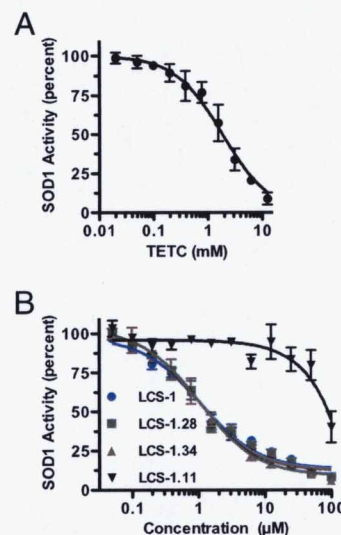 A
SOD1 Activity (percent)
100
75
50
25
0
0.01 0.1 1 10
TETC (mM)
B
SOD1 Activity (percent)
100
75
50
25
0
LCS-1
LCS-1.28
LCS-1.34
LCS-1.11
0.1 1 10 100
Concentration (µM)